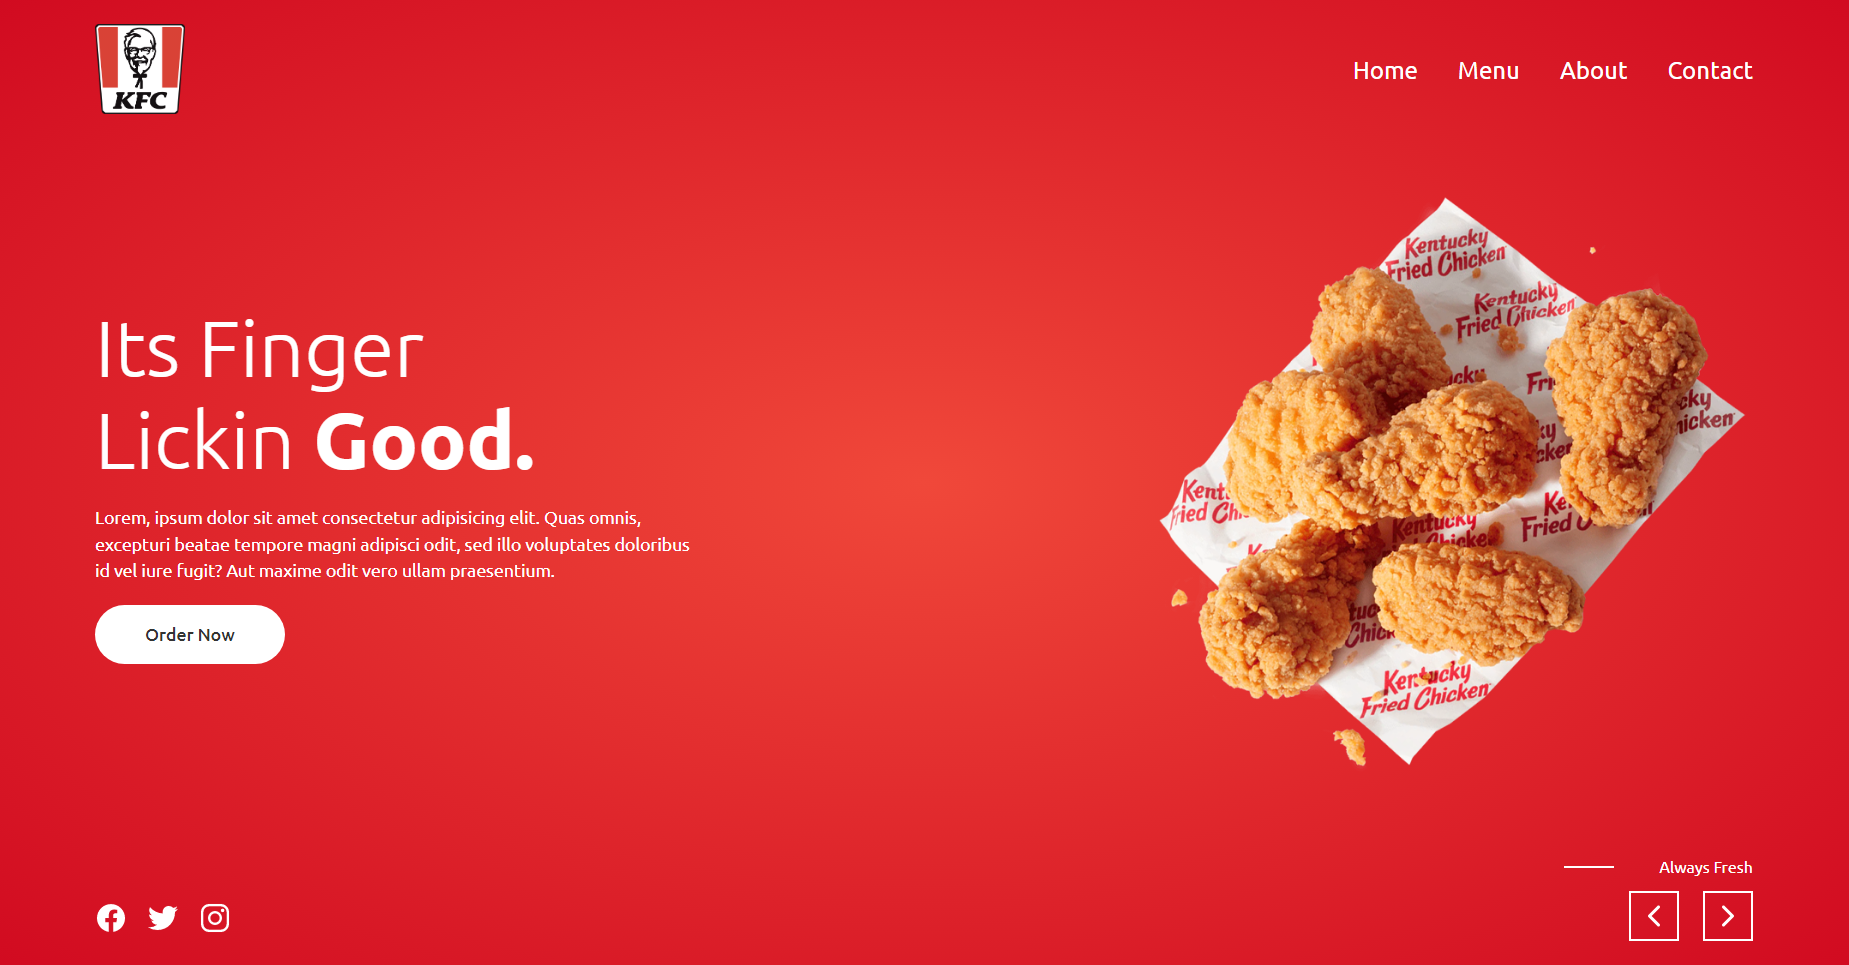 KFC
Home Menu About Contact
Its Finger
Lickin Good.
Lorem, ipsum dolor sit amet consectetur adipisicing elit. Quas omnis,
excepturi beatae tempore magni adipisci odit, sed illo voluptates doloribus
id vel iure fugit? Aut maxime odit vero ullam praesentium.
Order Now
Kentucky
Fried Chicken
Kentucky
Fried Chicken
Kentucky
Fried Chicken
Always Fresh